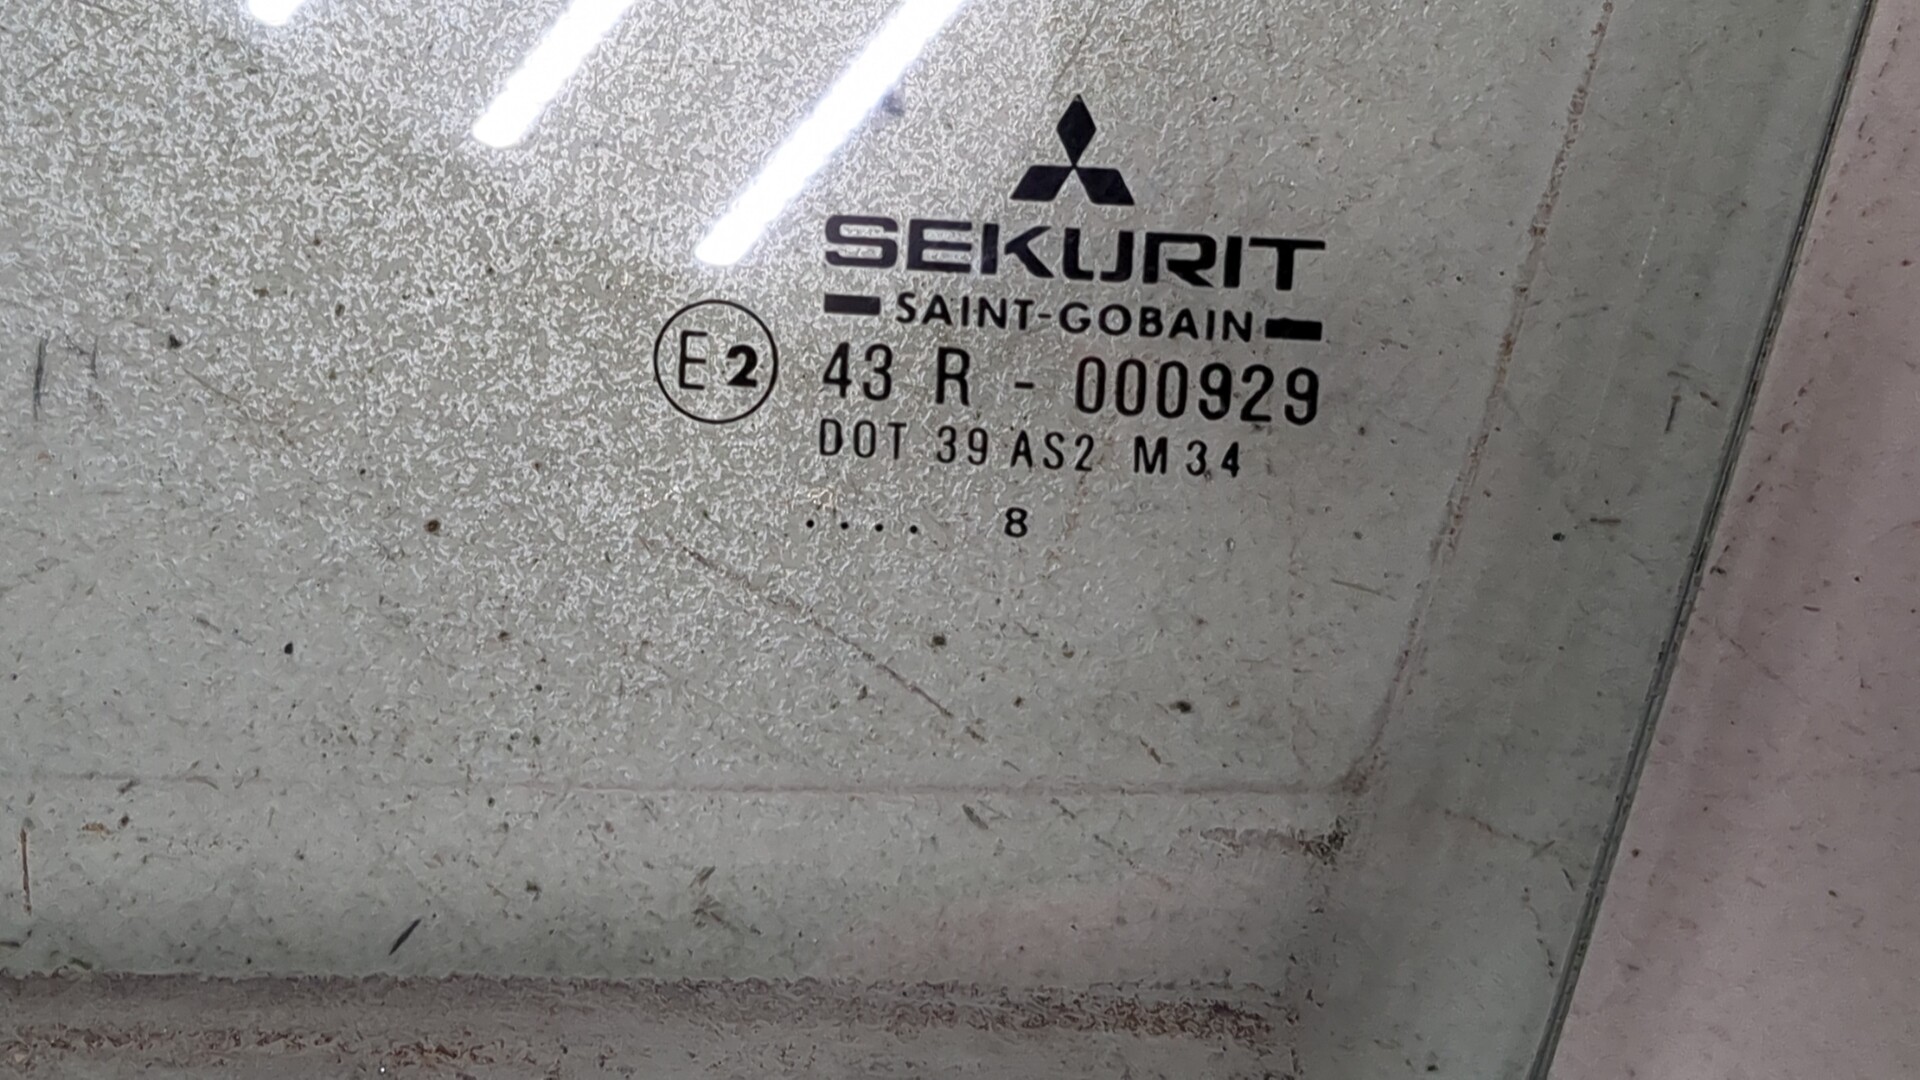 SEKURIT
SAINT-GOBAIN
E2 43 R - 000929
DOT 39 AS2 M34
.... 8